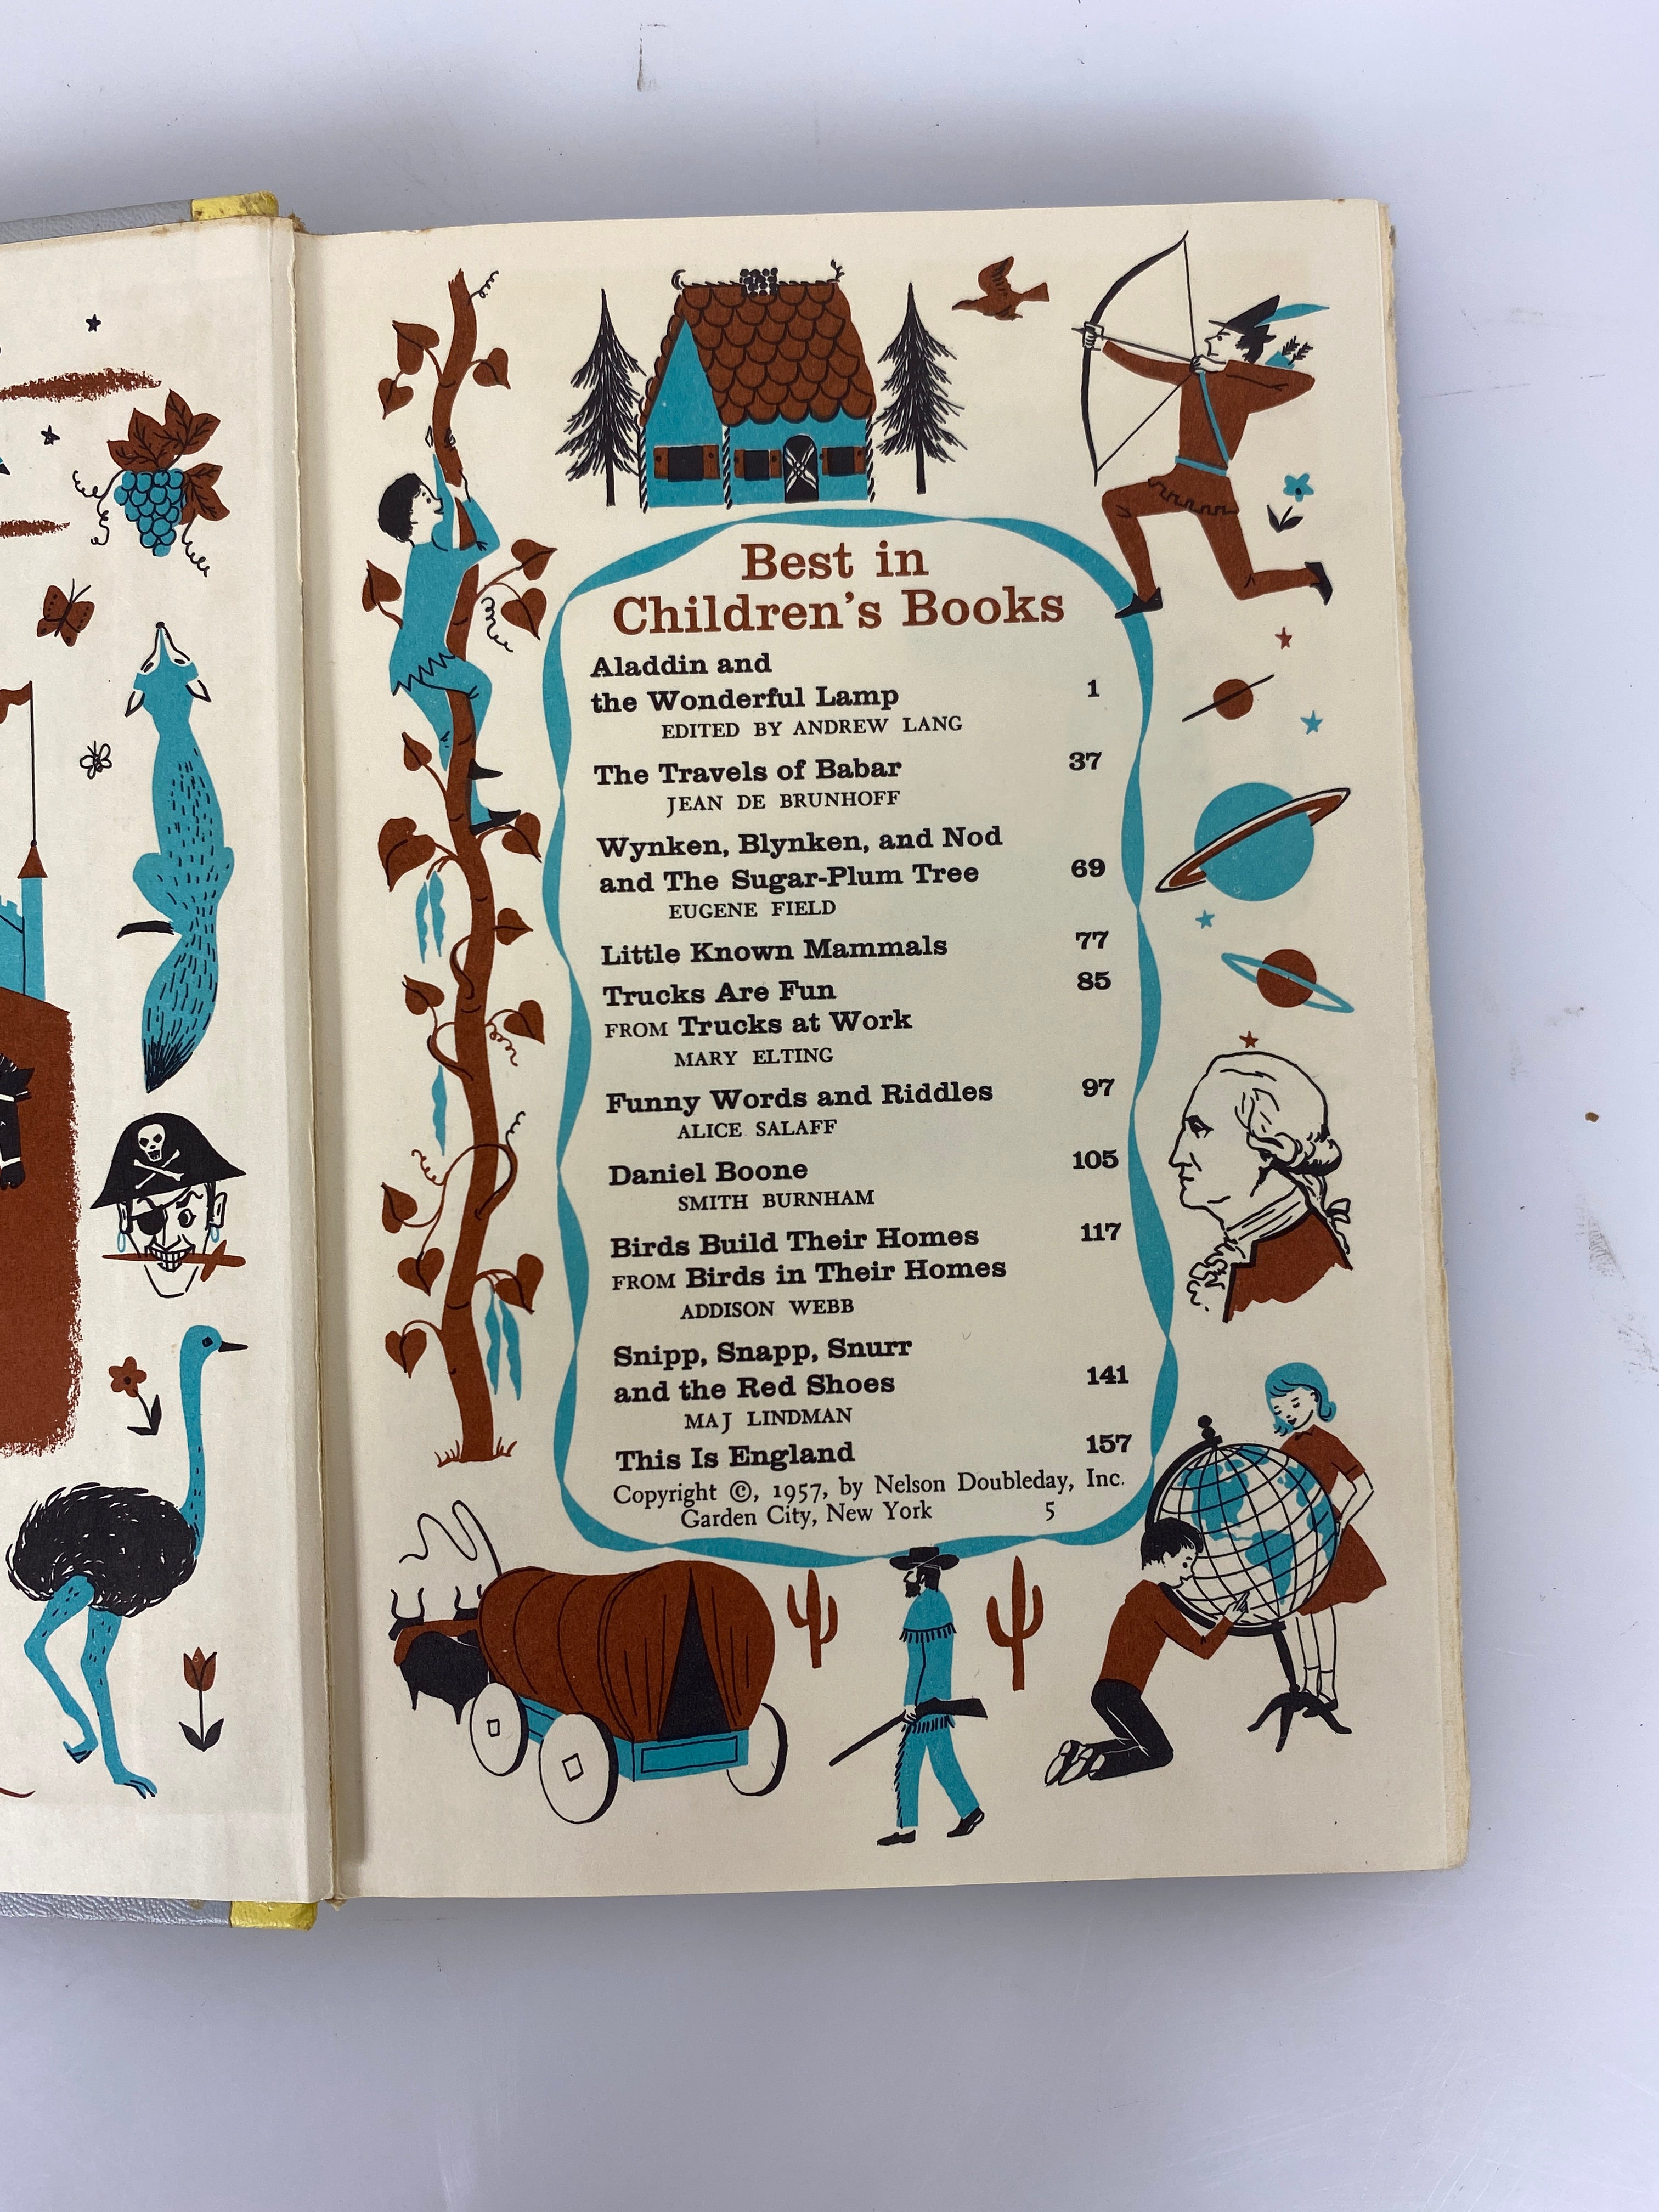 Best in
Children's Books
Aladdin and
the Wonderful Lamp 1
EDITED BY ANDREW LANG
The Travels of Babar 37
JEAN DE BRUNHOFF
Wynken, Blynken, and Nod
and The Sugar-Plum Tree 69
EUGENE FIELD
Little Known Mammals 77
Trucks Are Fun 85
FROM Trucks at Work
MARY ELTING
Funny Words and Riddles 97
ALICE SALAFF
Daniel Boone 105
SMITH BURNHAM
Birds Build Their Homes 117
FROM Birds in Their Homes
ADDISON WEBB
Snipp, Snapp, Snurr
and the Red Shoes 141
MAJ LINDMAN
This Is England 157
Copyright ©, 1957, by Nelson Doubleday, Inc.
Garden City, New York 5